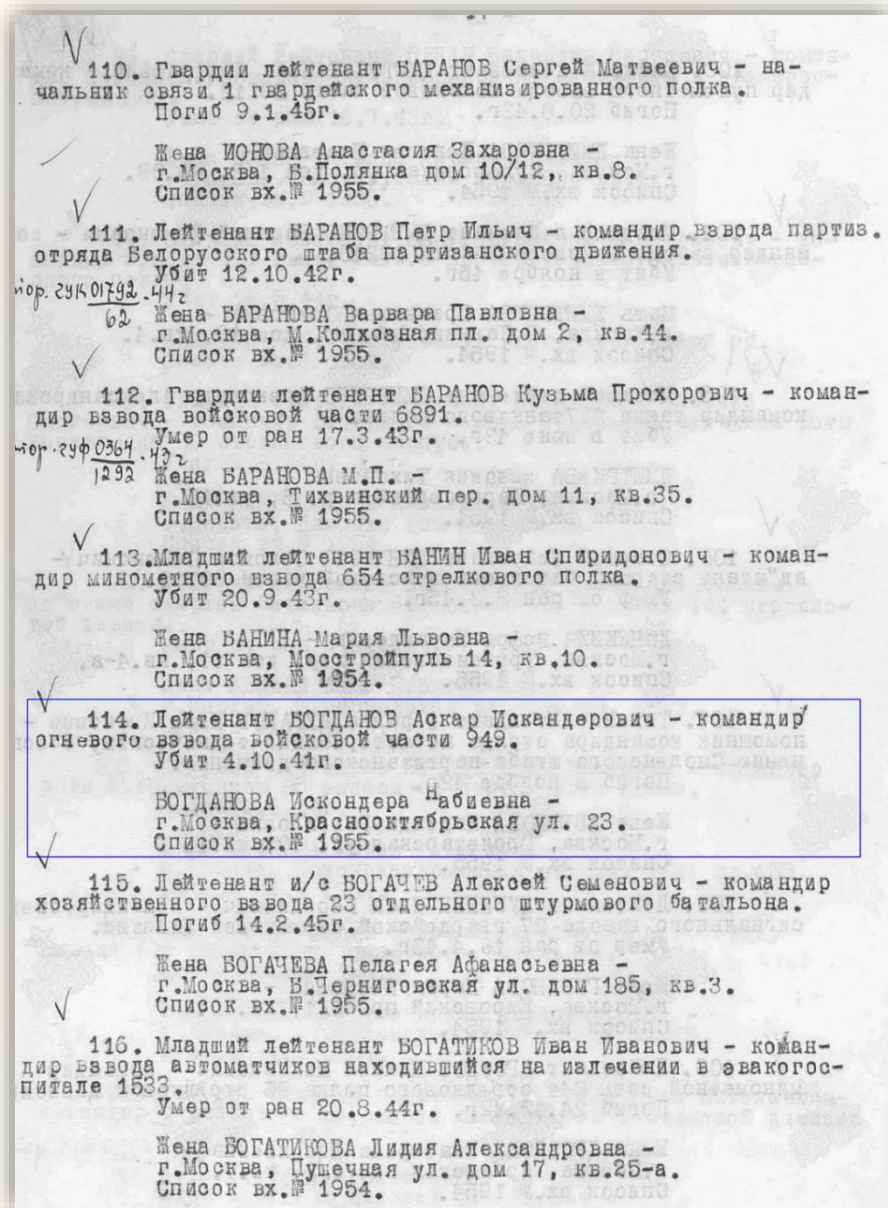 110. Гвардии лейтенант БАРАНОВ Сергей Матвеевич - на-
чальник связи 1 гвардейского механизированного полка.
Погиб 9.1.45г.
Жена ИОНОВА Анастасия Захаровна -
г.Москва, Б.Полянка дом 10/12, кв.8.
Список вх.№ 1955.
111. Лейтенант БАРАНОВ Петр Ильич - командир взвода партиз.
отряда Белорусского штаба партизанского движения.
Убит 12.10.42г.
гук 01792 .44г
62
Жена БАРАНОВА Варвара Павловна -
г.Москва, М.Колхозная пл. дом 2, кв.44.
Список вх.№ 1955.
112. Гвардии лейтенант БАРАНОВ Кузьма Прохорович - коман-
дир взвода войсковой части 6891.
Умер от ран 17.3.43г.
гуф 0364 .43г
1292
Жена БАРАНОВА М.П. -
г.Москва, Тихвинский пер. дом 11, кв.35.
Список вх.№ 1955.
113.Младший лейтенант БАНИН Иван Спиридонович - коман-
дир минометного взвода 654 стрелкового полка.
Убит 20.9.43г.
Жена БАНИНА Мария Львовна -
г.Москва, Мосстройпуль 14, кв.10.
Список вх.№ 1954.
114. Лейтенант БОГДАНОВ Аскар Искандерович - командир
огневого взвода войсковой части 949.
Убит 4.10.41г.
БОГДАНОВА Искондера Набиевна -
г.Москва, Краснооктябрьская ул. 23.
Список вх.№ 1955.
115. Лейтенант и/с БОГАЧЕВ Алексей Семенович - командир
хозяйственного взвода 23 отдельного штурмового батальона.
Погиб 14.2.45г.
Жена БОГАЧЕВА Пелагея Афанасьевна -
г.Москва, Б.Черниговская ул. дом 185, кв.3.
Список вх.№ 1955.
116. Младший лейтенант БОГАТИКОВ Иван Иванович - коман-
дир взвода автоматчиков находившийся на излечении в эвакогос-
питале 1533.
Умер от ран 20.8.44г.
Жена БОГАТИКОВА Лидия Александровна -
г.Москва, Пушечная ул. дом 17, кв.25-а.
Список вх.№ 1954.